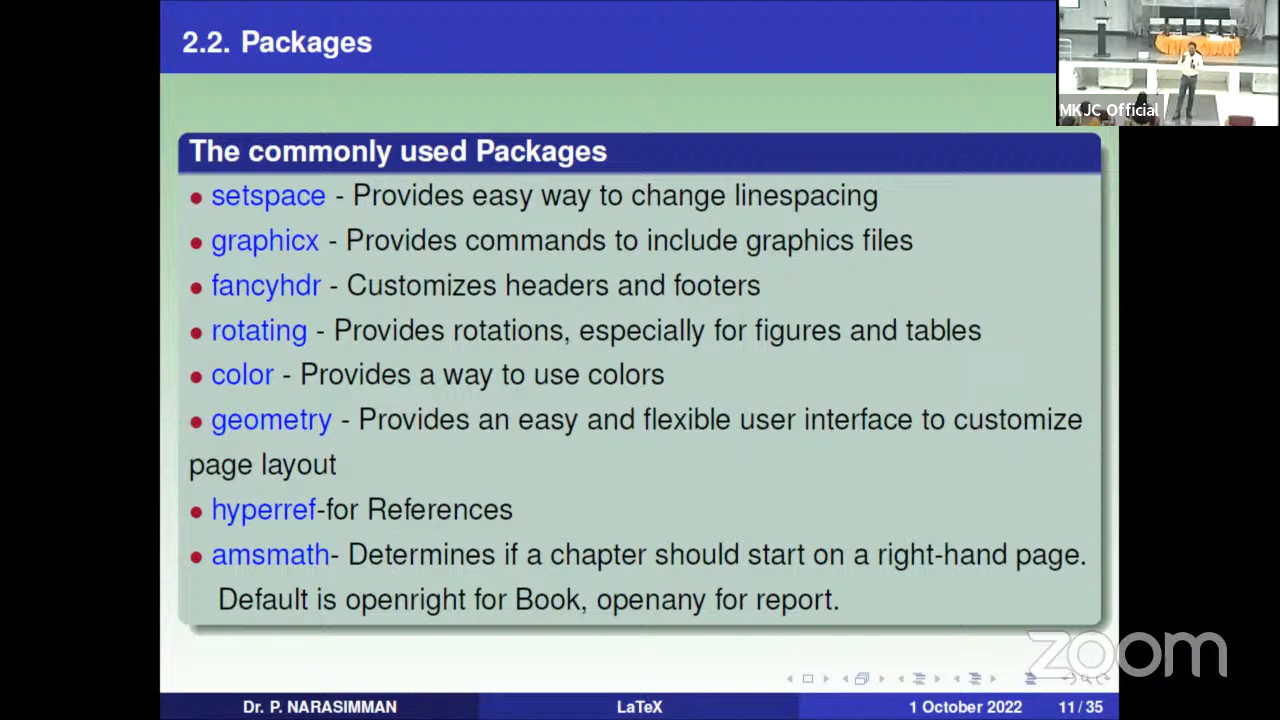 2.2. Packages
MKJC Official
The commonly used Packages
• setspace - Provides easy way to change linespacing
• graphicx - Provides commands to include graphics files
• fancyhdr - Customizes headers and footers
• rotating - Provides rotations, especially for figures and tables
• color - Provides a way to use colors
• geometry - Provides an easy and flexible user interface to customize
page layout
• hyperref-for References
• amsmath- Determines if a chapter should start on a right-hand page.
Default is openright for Book, openany for report.
zoom
Dr. P. NARASIMMAN LaTeX 1 October 2022 11 / 35